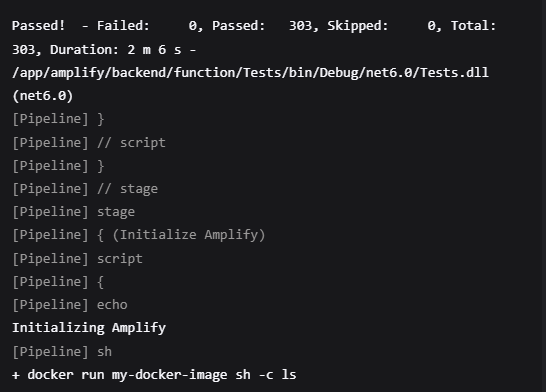 Passed!  - Failed:     0, Passed:   303, Skipped:     0, Total:
303, Duration: 2 m 6 s -
/app/amplify/backend/function/Tests/bin/Debug/net6.0/Tests.dll
(net6.0)
[Pipeline] }
[Pipeline] // script
[Pipeline] }
[Pipeline] // stage
[Pipeline] stage
[Pipeline] { (Initialize Amplify)
[Pipeline] script
[Pipeline] {
[Pipeline] echo
Initializing Amplify
[Pipeline] sh
+ docker run my-docker-image sh -c ls